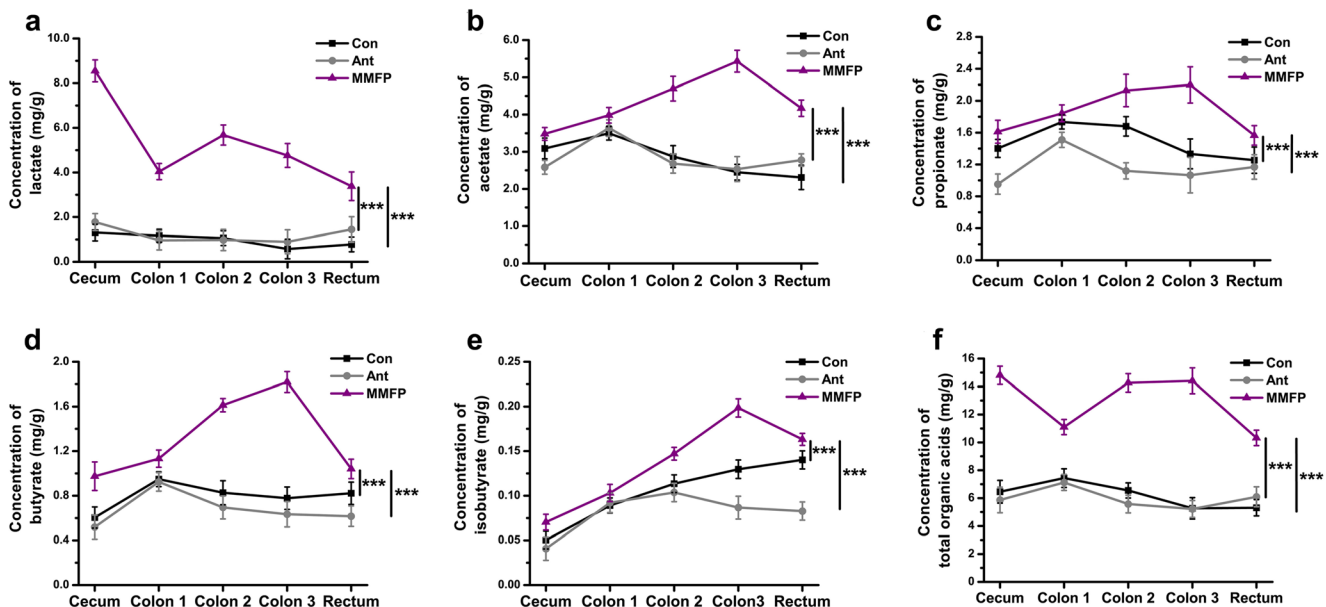 a
Concentration of
lactate (mg/g)
10.0
8.0
6.0
4.0
2.0
0.0
Con
Ant
MMFP
***
***
Cecum Colon 1 Colon 2 Colon 3 Rectum
b
Concentration of
acetate (mg/g)
6.0
5.0
4.0
3.0
2.0
1.0
0.0
Con
Ant
MMFP
***
***
Cecum Colon 1 Colon 2 Colon 3 Rectum
c
Concentration of
propionate (mg/g)
2.8
2.4
2.0
1.6
1.2
0.8
0.4
0.0
Con
Ant
MMFP
***
***
Cecum Colon 1 Colon 2 Colon 3 Rectum
d
Concentration of
butyrate (mg/g)
2.0
1.6
1.2
0.8
0.4
0.0
Con
Ant
MMFP
***
***
Cecum Colon 1 Colon 2 Colon 3 Rectum
e
Concentration of
isobutyrate (mg/g)
0.25
0.20
0.15
0.10
0.05
0.00
Con
Ant
MMFP
***
***
Cecum Colon 1 Colon 2 Colon3 Rectum
f
Concentration of
total organic acids (mg/g)
16
14
12
10
8
6
4
2
0
Con
Ant
MMFP
***
***
Cecum Colon 1 Colon 2 Colon 3 Rectum